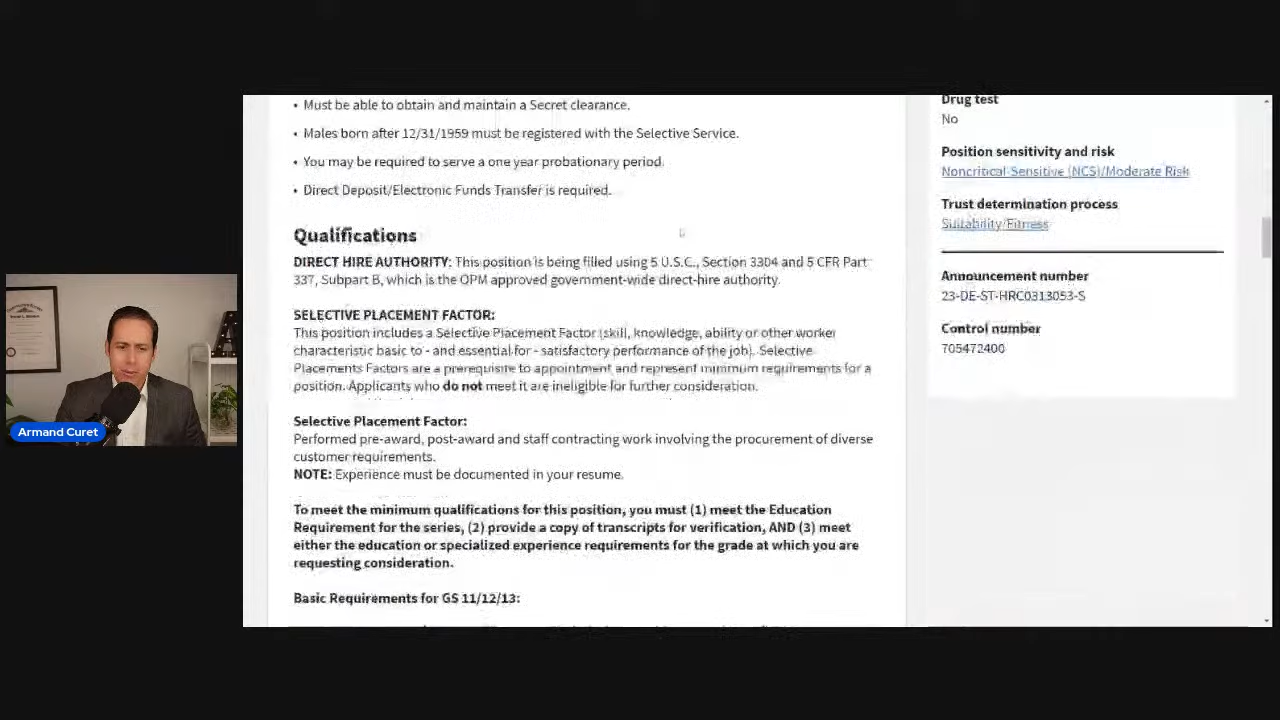 • Must be able to obtain and maintain a Secret clearance.
• Males born after 12/31/1959 must be registered with the Selective Service.
• You may be required to serve a one year probationary period.
• Direct Deposit/Electronic Funds Transfer is required.
Qualifications
DIRECT HIRE AUTHORITY: This position is being filled using 5 U.S.C., Section 3304 and 5 CFR Part
337, Subpart B, which is the OPM approved government-wide direct-hire authority.
SELECTIVE PLACEMENT FACTOR:
This position includes a Selective Placement Factor (skill, knowledge, ability or other worker
characteristic basic to - and essential for - satisfactory performance of the job). Selective
Placements Factors are a prerequisite to appointment and represent minimum requirements for a
position. Applicants who do not meet it are ineligible for further consideration.
Selective Placement Factor:
Performed pre-award, post-award and staff contracting work involving the procurement of diverse
customer requirements.
NOTE: Experience must be documented in your resume.
To meet the minimum qualifications for this position, you must (1) meet the Education
Requirement for the series, (2) provide a copy of transcripts for verification, AND (3) meet
either the education or specialized experience requirements for the grade at which you are
requesting consideration.
Basic Requirements for GS 11/12/13:
Drug test
No
Position sensitivity and risk
Noncritical-Sensitive (NCS)/Moderate Risk
Trust determination process
Suitability/Fitness
Announcement number
23-DE-ST-HRC0313053-S
Control number
705472400
Armand Curet